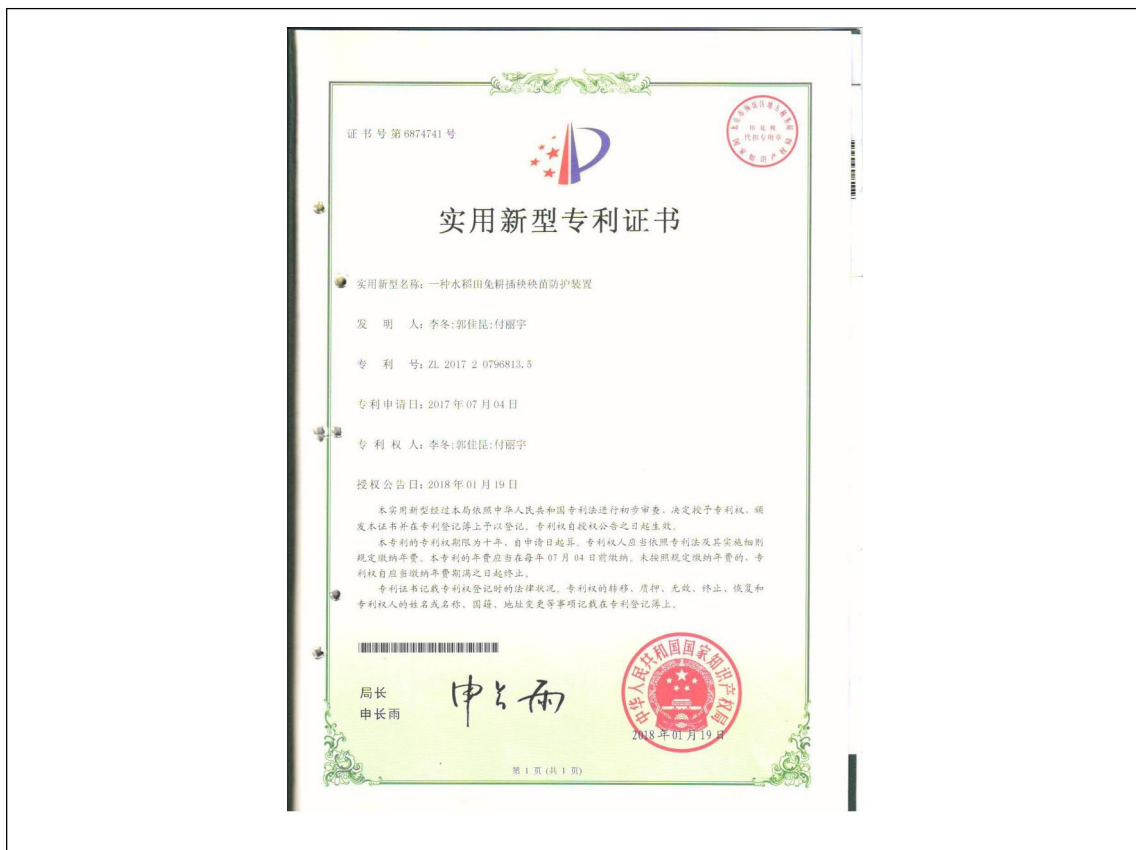 证书号第6874741号
实用新型专利证书
实用新型名称：一种水稻田免耕插秧秧苗防护装置
发 明 人：李冬;郭佳昆;付丽宇
专 利 号：ZL 2017 2 0796813.5
专利申请日：2017年07月04日
专 利 权 人：李冬;郭佳昆;付丽宇
授权公告日：2018年01月19日
本实用新型经过本局依照中华人民共和国专利法进行初步审查，决定授予专利权，颁
发本证书并在专利登记簿上予以登记。专利权自授权公告之日起生效。
本专利的专利权期限为十年，自申请日起算。专利权人应当依照专利法及其实施细则
规定缴纳年费。本专利的年费应当在每年07月04日前缴纳。未按照规定缴纳年费的，专
利权自应当缴纳年费期满之日起终止。
专利证书记载专利权登记时的法律状况。专利权的转移、质押、无效、终止、恢复和
专利权人的姓名或名称、国籍、地址变更等事项记载在专利登记簿上。
局长
申长雨
申长雨
中华人民共和国国家知识产权局
2018年01月19日
第 1 页 (共 1 页)